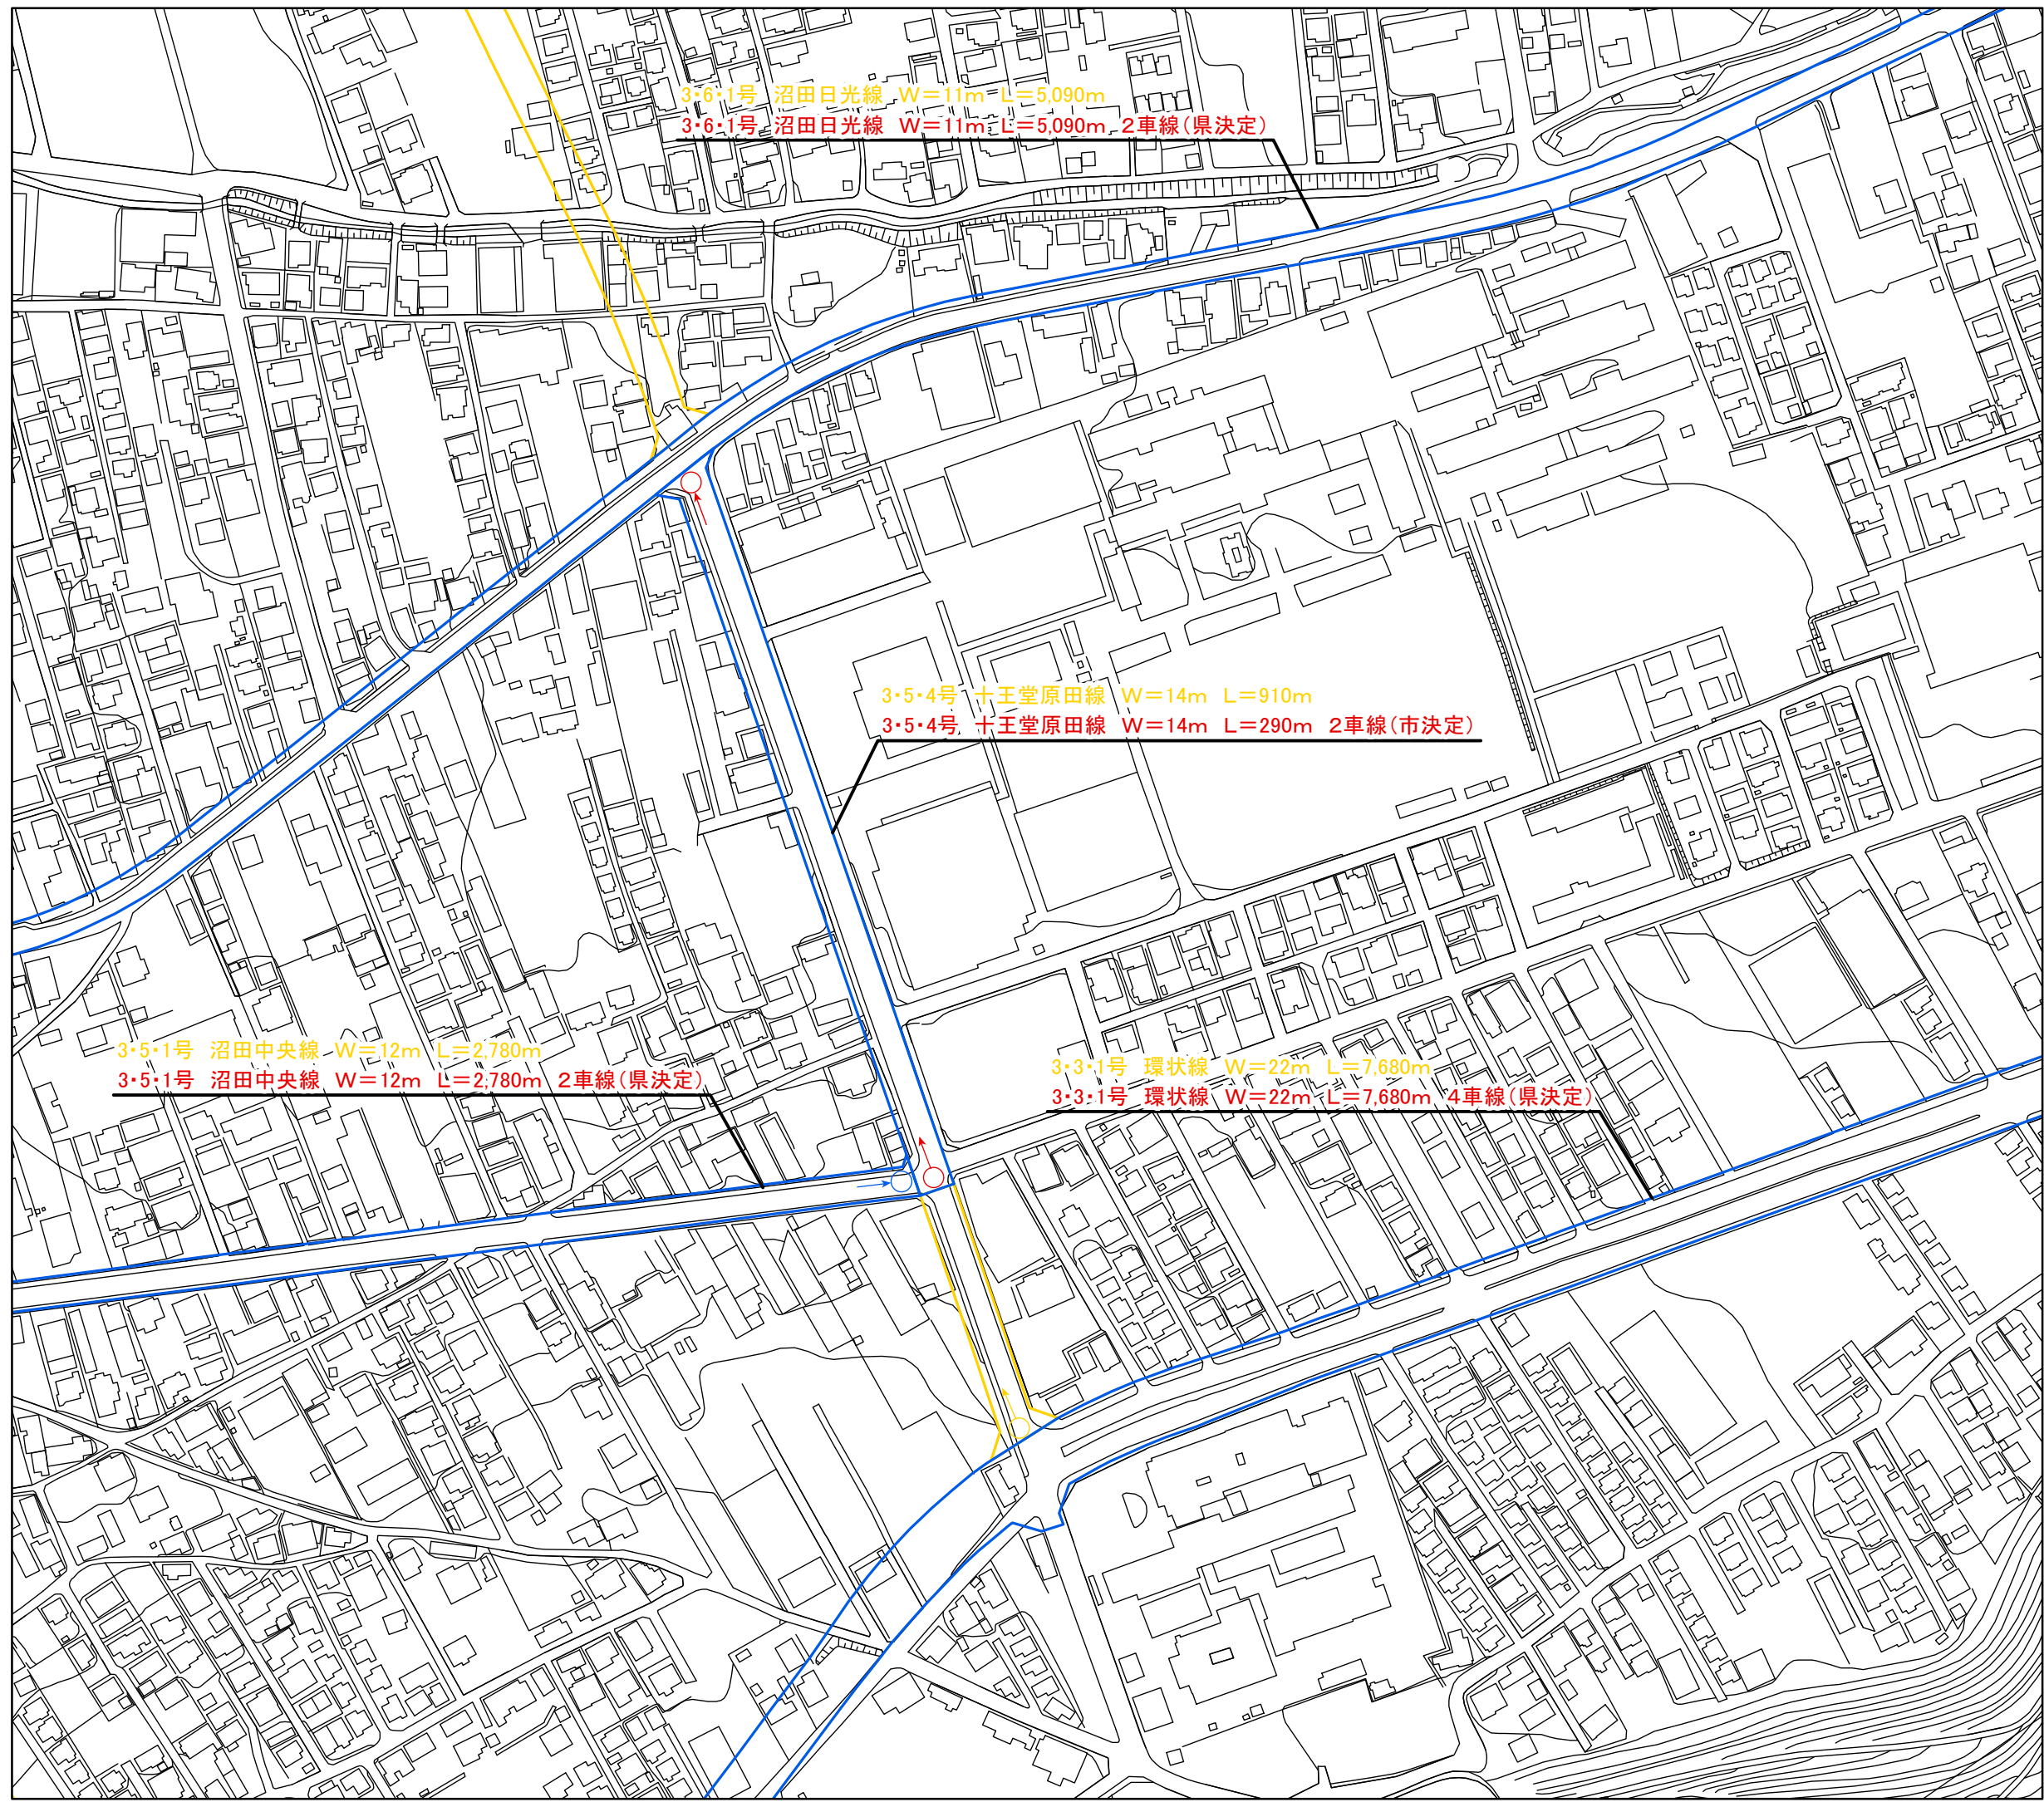 3・6・1号　沼田日光線　W＝11m　L＝5,090m
3・6・1号　沼田日光線　W＝11m　L＝5,090m　2車線（県決定）
3・5・4号　十王堂原田線　W＝14m　L＝910m
3・5・4号　十王堂原田線　W＝14m　L＝290m　2車線（市決定）
3・5・1号　沼田中央線　W＝12m　L＝2,780m
3・5・1号　沼田中央線　W＝12m　L＝2,780m　2車線（県決定）
3・3・1号　環状線　W＝22m　L＝7,680m
3・3・1号　環状線　W＝22m　L＝7,680m　4車線（県決定）